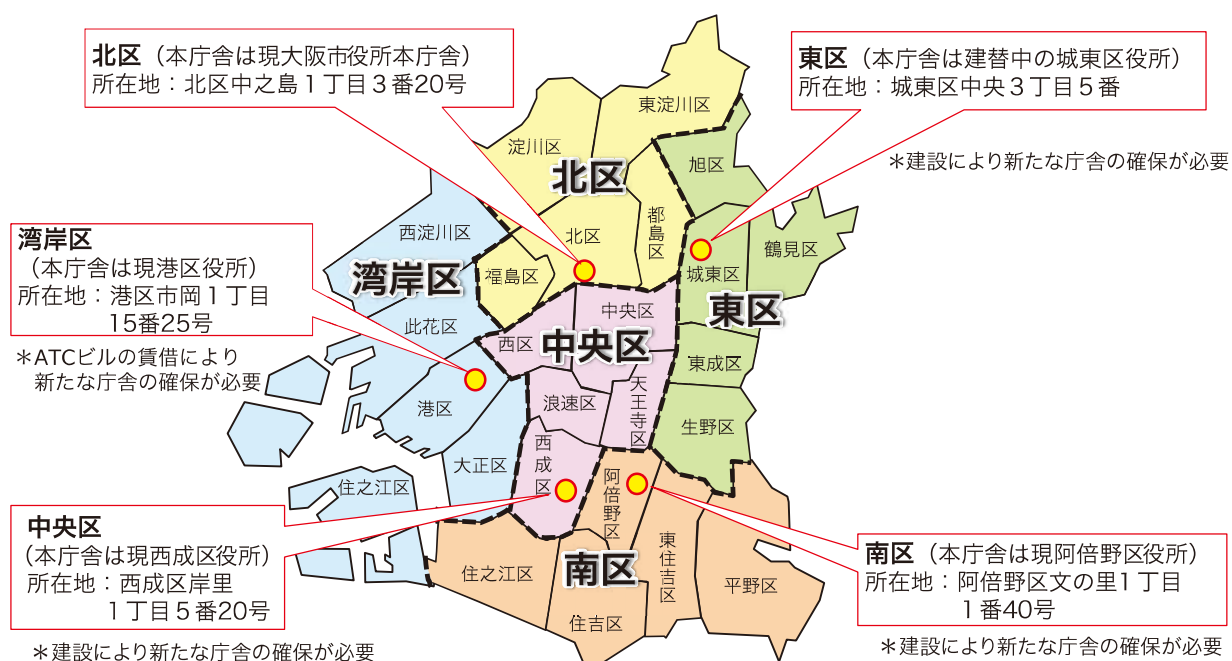 北区（本庁舎は現大阪市役所本庁舎）
所在地：北区中之島１丁目３番20号
東区（本庁舎は建替中の城東区役所）
所在地：城東区中央３丁目５番
＊建設により新たな庁舎の確保が必要
東淀川区
淀川区
旭区
北区
都島区
北区
西淀川区
鶴見区
湾岸区
（本庁舎は現港区役所）
所在地：港区市岡１丁目
15番25号
＊ATCビルの賃借により
新たな庁舎の確保が必要
湾岸区
福島区
城東区
東区
此花区
中央区
西区
中央区
東成区
港区
浪速区
天王寺区
生野区
大正区
西成区
阿倍野区
住之江区
中央区
（本庁舎は現西成区役所）
所在地：西成区岸里
１丁目５番20号
＊建設により新たな庁舎の確保が必要
住之江区
南区
住吉区
東住吉区
平野区
南区（本庁舎は現阿倍野区役所）
所在地：阿倍野区文の里１丁目
１番40号
＊建設により新たな庁舎の確保が必要